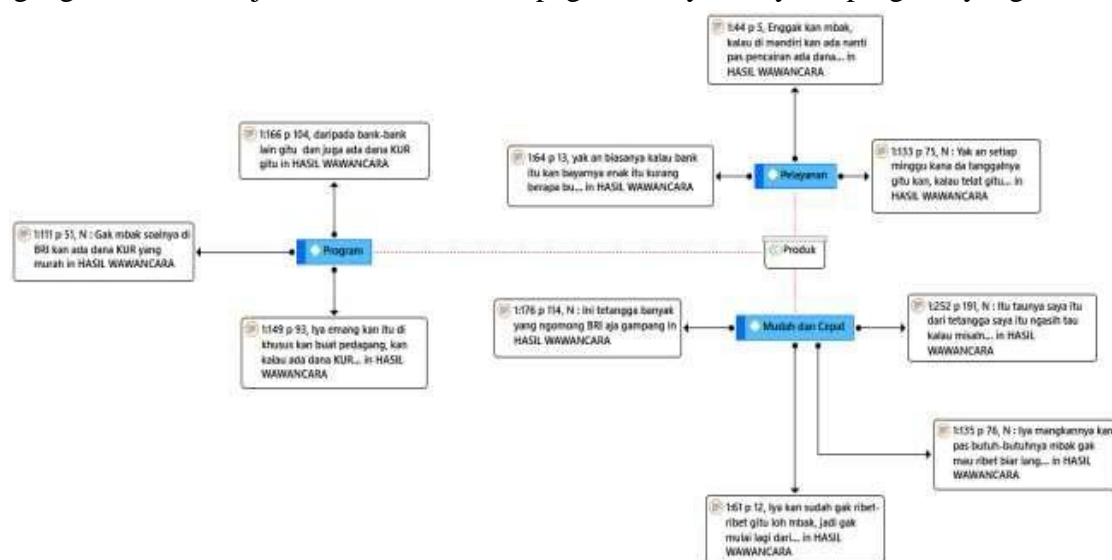 1:44 p 5, Enggak kan mbak,
kalau di mandiri kan ada nanti
pas pencairan ada dana... in
HASIL WAWANCARA
1:166 p 104, daripada bank-bank
lain gitu dan juga ada dana KUR
gitu in HASIL WAWANCARA
1:64 p 13, yak an biasanya kalau bank
itu kan bayarnya enak itu kurang
berapa bu... in HASIL WAWANCARA
Pelayanan
1:133 p 75, N : Yak an setiap
minggu kana da tanggalnya
gitu kan, kalau telat gitu... in
HASIL WAWANCARA
1:111 p 51, N : Gak mbak soalnya di
BRI kan ada dana KUR yang
murah in HASIL WAWANCARA
Program
Produk
1:149 p 93, Iya emang kan itu di
khusus kan buat pedagang, kan
kalau ada dana KUR... in HASIL
WAWANCARA
1:176 p 114, N : Ini tetangga banyak
yang ngomong BRI aja gampang in
HASIL WAWANCARA
Mudah dan Cepat
1:252 p 191, N : Itu taunya saya itu
dari tetangga saya itu ngasih tau
kalau misaln... in HASIL
WAWANCARA
1:135 p 76, N : Iya mangkannya kan
pas butuh-butuhnya mbak gak
mau ribet biar lang... in HASIL
WAWANCARA
1:61 p 12, Iya kan sudah gak ribet-
ribet gitu loh mbak, jadi gak
mulai lagi dari... in HASIL
WAWANCARA